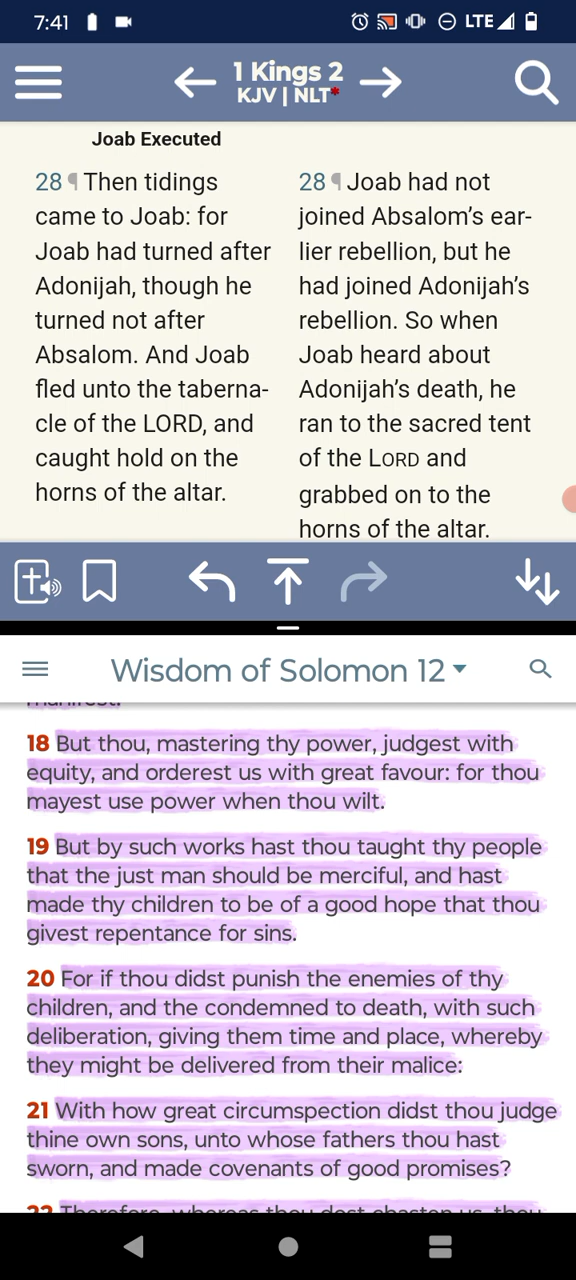 7:41
LTE
1 Kings 2
KJV | NLT*
Joab Executed
28 ¶ Then tidings
came to Joab: for
Joab had turned after
Adonijah, though he
turned not after
Absalom. And Joab
fled unto the taberna-
cle of the LORD, and
caught hold on the
horns of the altar.
28 ¶ Joab had not
joined Absalom's ear-
lier rebellion, but he
had joined Adonijah's
rebellion. So when
Joab heard about
Adonijah's death, he
ran to the sacred tent
of the LORD and
grabbed on to the
horns of the altar.
Wisdom of Solomon 12
manifest.
18 But thou, mastering thy power, judgest with
equity, and orderest us with great favour: for thou
mayest use power when thou wilt.
19 But by such works hast thou taught thy people
that the just man should be merciful, and hast
made thy children to be of a good hope that thou
givest repentance for sins.
20 For if thou didst punish the enemies of thy
children, and the condemned to death, with such
deliberation, giving them time and place, whereby
they might be delivered from their malice:
21 With how great circumspection didst thou judge
thine own sons, unto whose fathers thou hast
sworn, and made covenants of good promises?
22 Therefore, whereas thou dost chasten us, thou